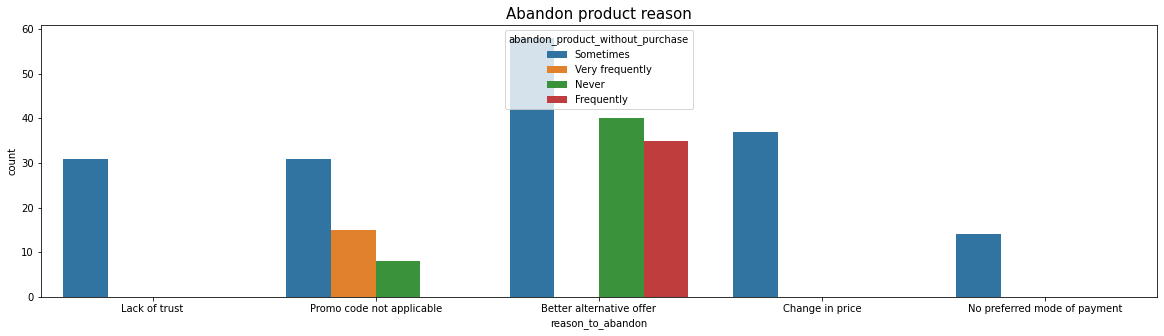 Abandon product reason
60
50
40
30
20
10
0
count
abandon_product_without_purchase
Sometimes
Very frequently
Never
Frequently
Lack of trust
Promo code not applicable
Better alternative offer
Change in price
No preferred mode of payment
reason_to_abandon